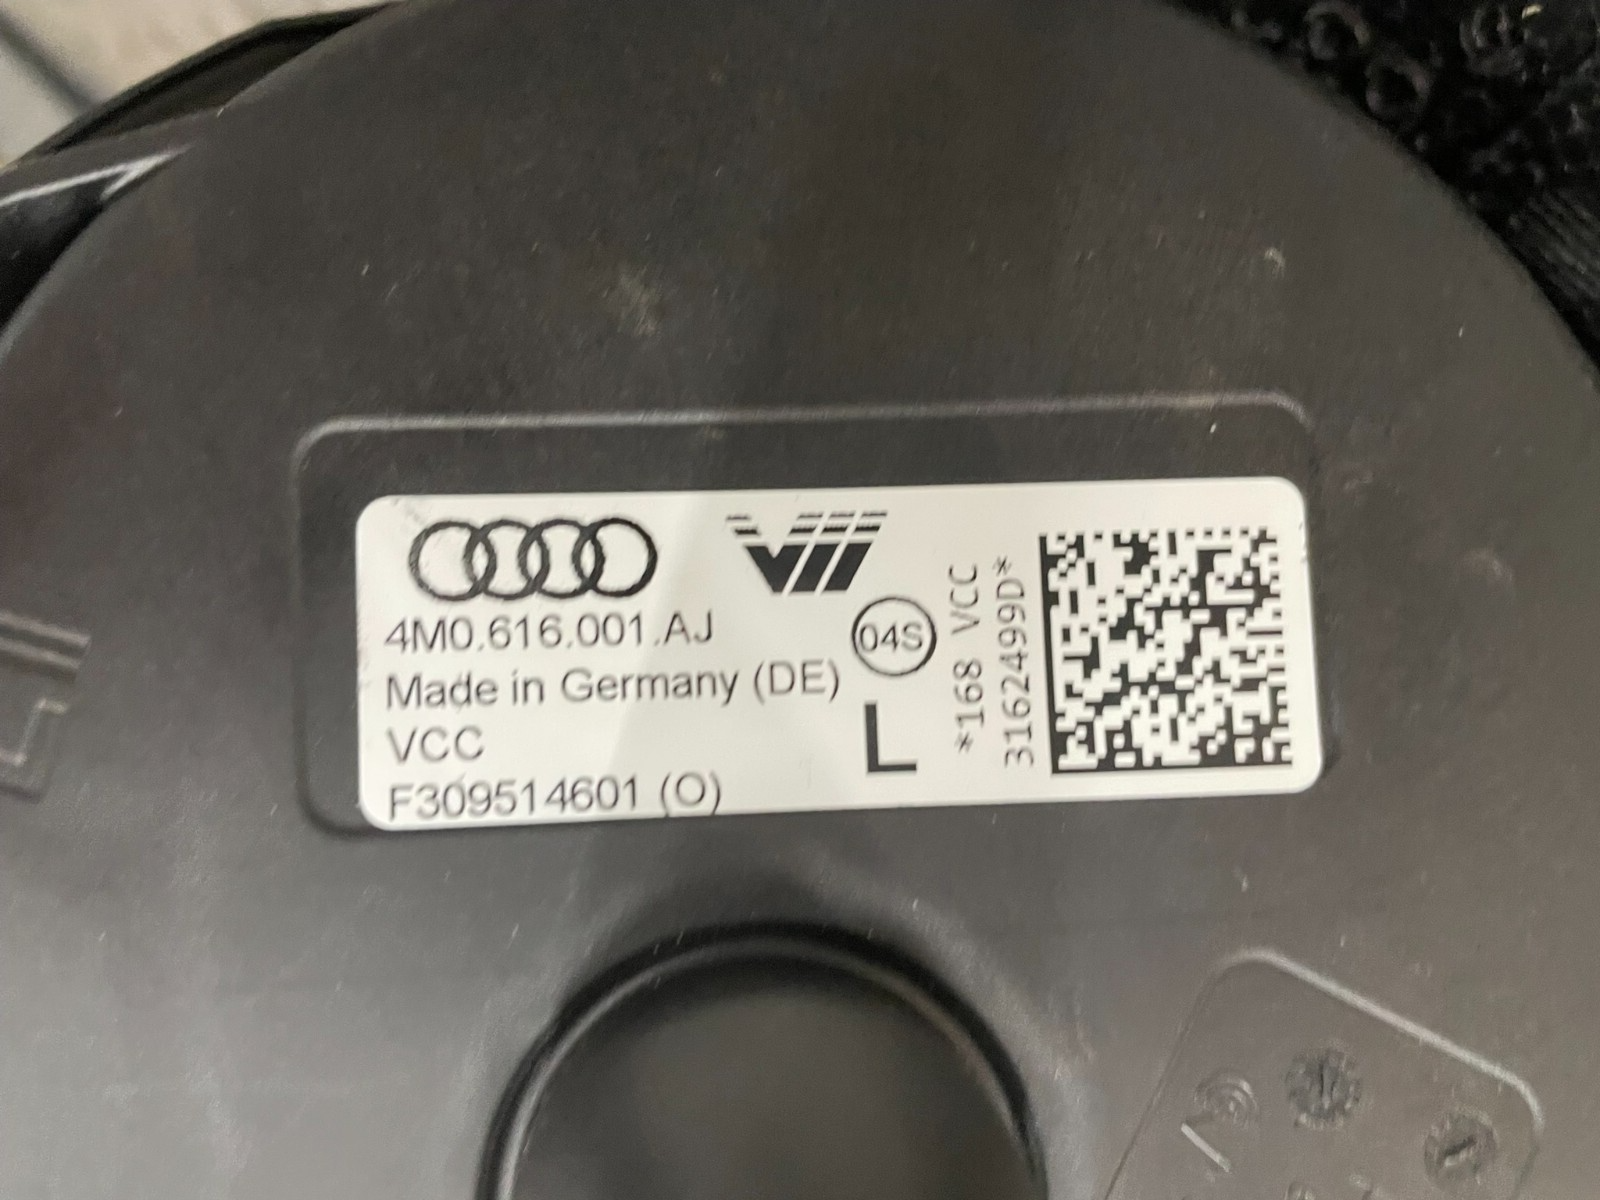 4M0.616.001.AJ
Made in Germany (DE)
VCC
F309514601 (O)
04S
L
*168 VCC
3162499D*